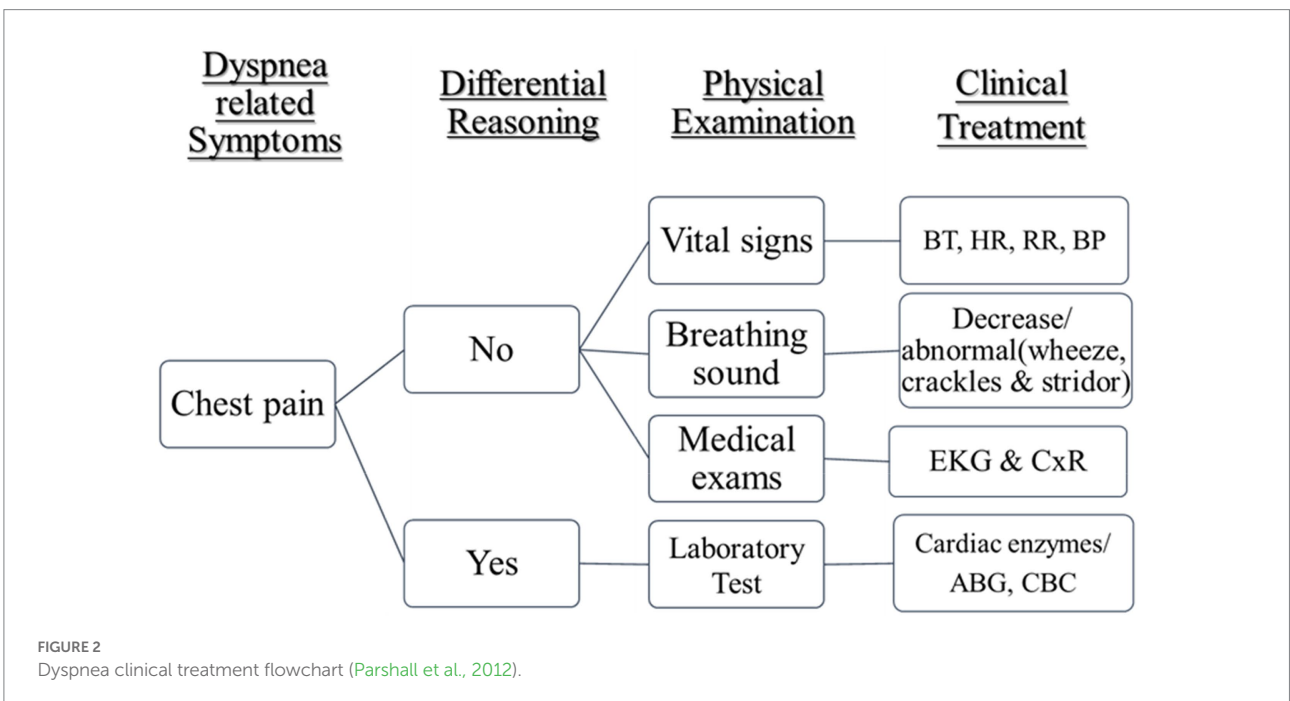 Dyspnea
related
Symptoms
Differential
Reasoning
Physical
Examination
Clinical
Treatment
Chest pain
No
Yes
Vital signs
Breathing
sound
Medical
exams
Laboratory
Test
BT, HR, RR, BP
Decrease/
abnormal(wheeze,
crackles & stridor)
EKG & CxR
Cardiac enzymes/
ABG, CBC
FIGURE 2
Dyspnea clinical treatment flowchart (Parshall et al., 2012).